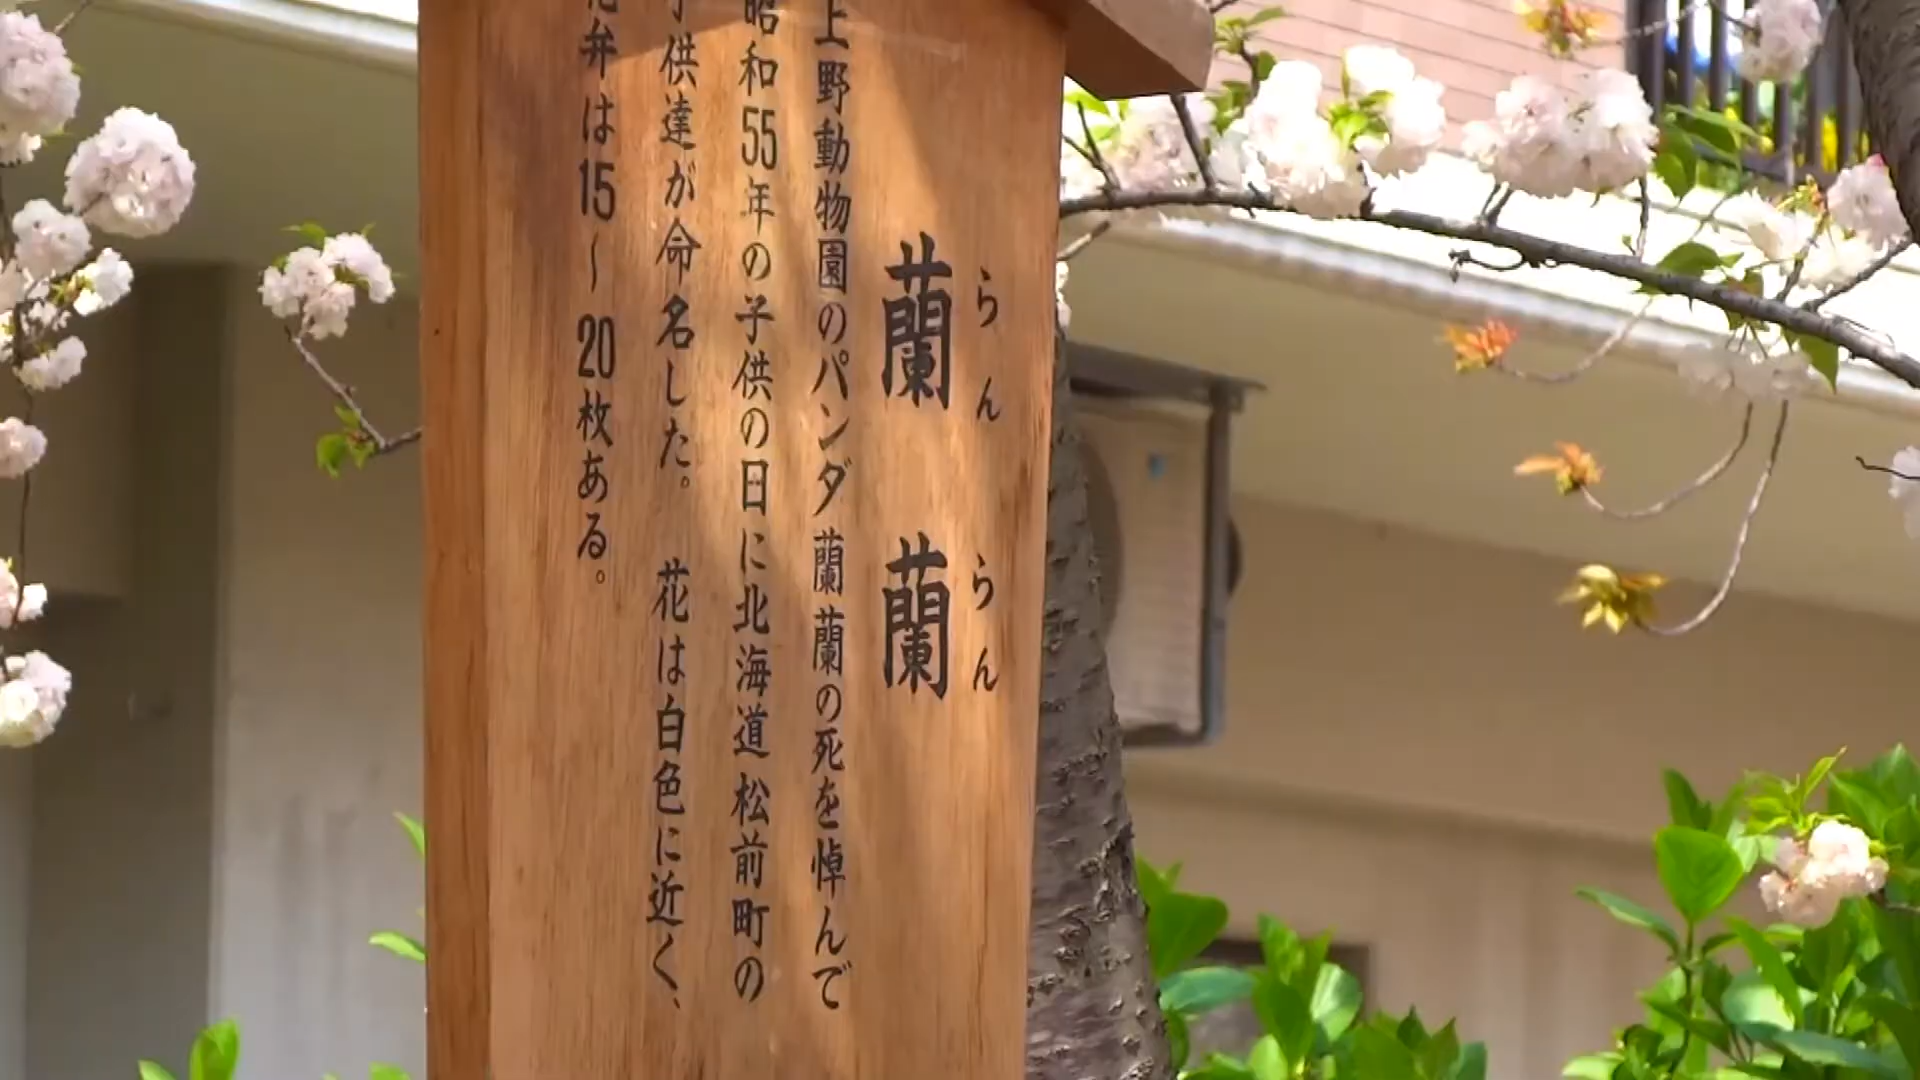 らんらん
蘭蘭
上野動物園のパンダ蘭蘭の死を悼んで
昭和55年の子供の日に北海道松前町の
子供達が命名した。花は白色に近く、
花弁は15〜20枚ある。